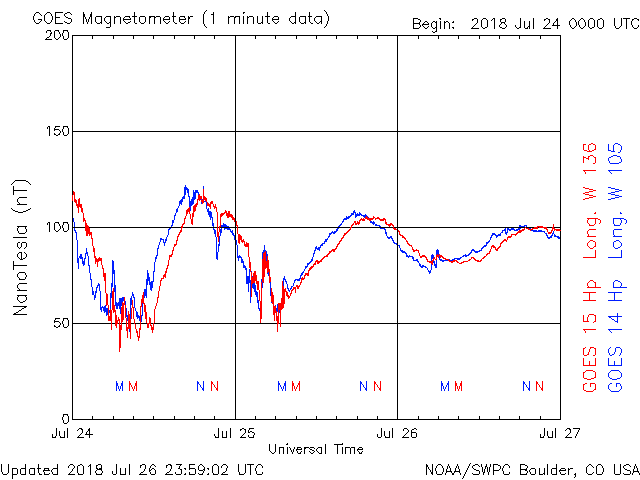 GOES Magnetometer (1 minute data)
Begin: 2018 Jul 24 0000 UTC
200
150
100
50
0
NanoTesla (nT)
M M N N M M N N M M N N
Jul 24 Jul 25 Jul 26 Jul 27
Universal Time
GOES 15 Hp Long. W 136
GOES 14 Hp Long. W 105
Updated 2018 Jul 26 23:59:02 UTC
NOAA/SWPC Boulder, CO USA